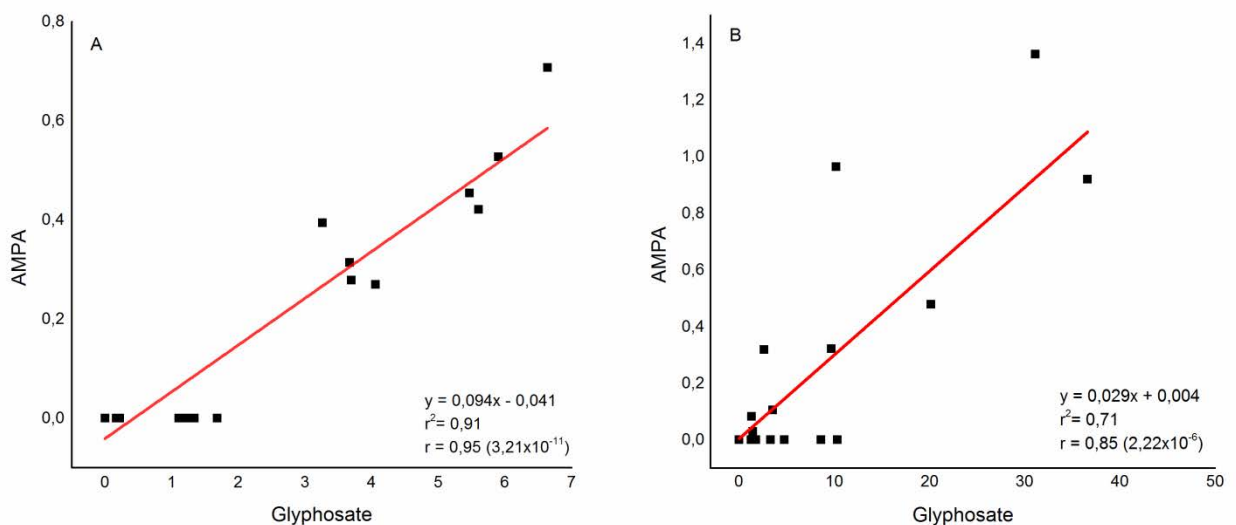 A
AMPA
0,8
0,6
0,4
0,2
0,0
0 1 2 3 4 5 6 7
Glyphosate
y = 0,094x - 0,041
r²= 0,91
r = 0,95 (3,21x10⁻¹¹)
B
AMPA
1,4
1,2
1,0
0,8
0,6
0,4
0,2
0,0
0 10 20 30 40 50
Glyphosate
y = 0,029x + 0,004
r²= 0,71
r = 0,85 (2,22x10⁻⁶)